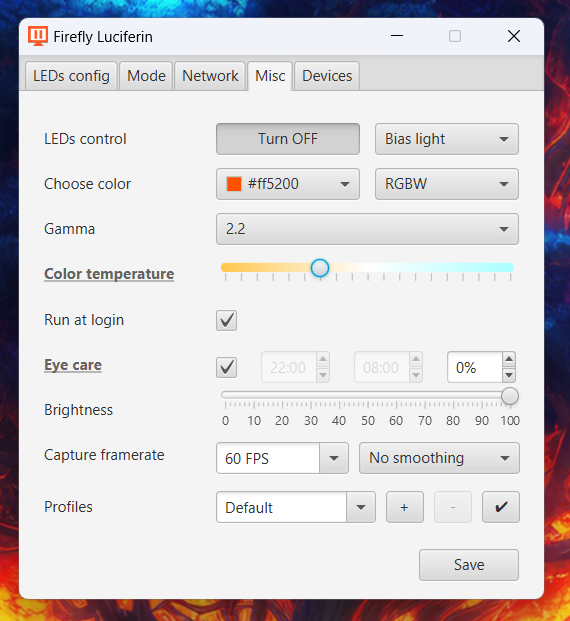 Firefly Luciferin
LEDs config Mode Network Misc Devices
LEDs control Turn OFF Bias light
Choose color #ff5200 RGBW
Gamma 2.2
Color temperature
Run at login
Eye care 22:00 08:00 0%
Brightness
0 10 20 30 40 50 60 70 80 90 100
Capture framerate 60 FPS No smoothing
Profiles Default + - ✔
Save